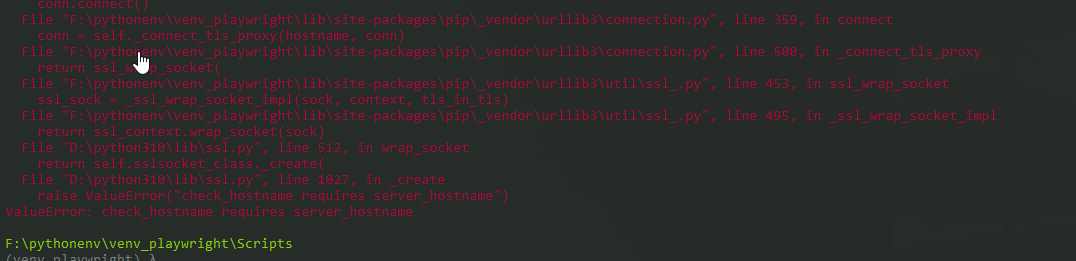 conn.connect()
File "F:\pythonenv\venv_playwright\lib\site-packages\pip\_vendor\urllib3\connection.py", line 359, in connect
conn = self._connect_tls_proxy(hostname, conn)
File "F:\pythonenv\venv_playwright\lib\site-packages\pip\_vendor\urllib3\connection.py", line 500, in _connect_tls_proxy
return ssl_wrap_socket(
File "F:\pythonenv\venv_playwright\lib\site-packages\pip\_vendor\urllib3\util\ssl_.py", line 453, in ssl_wrap_socket
ssl_sock = _ssl_wrap_socket_impl(sock, context, tls_in_tls)
File "F:\pythonenv\venv_playwright\lib\site-packages\pip\_vendor\urllib3\util\ssl_.py", line 495, in _ssl_wrap_socket_impl
return ssl_context.wrap_socket(sock)
File "D:\python310\lib\ssl.py", line 512, in wrap_socket
return self.sslsocket_class._create(
File "D:\python310\lib\ssl.py", line 1027, in _create
raise ValueError("check_hostname requires server_hostname")
ValueError: check_hostname requires server_hostname
F:\pythonenv\venv_playwright\Scripts
(venv_playwright) λ